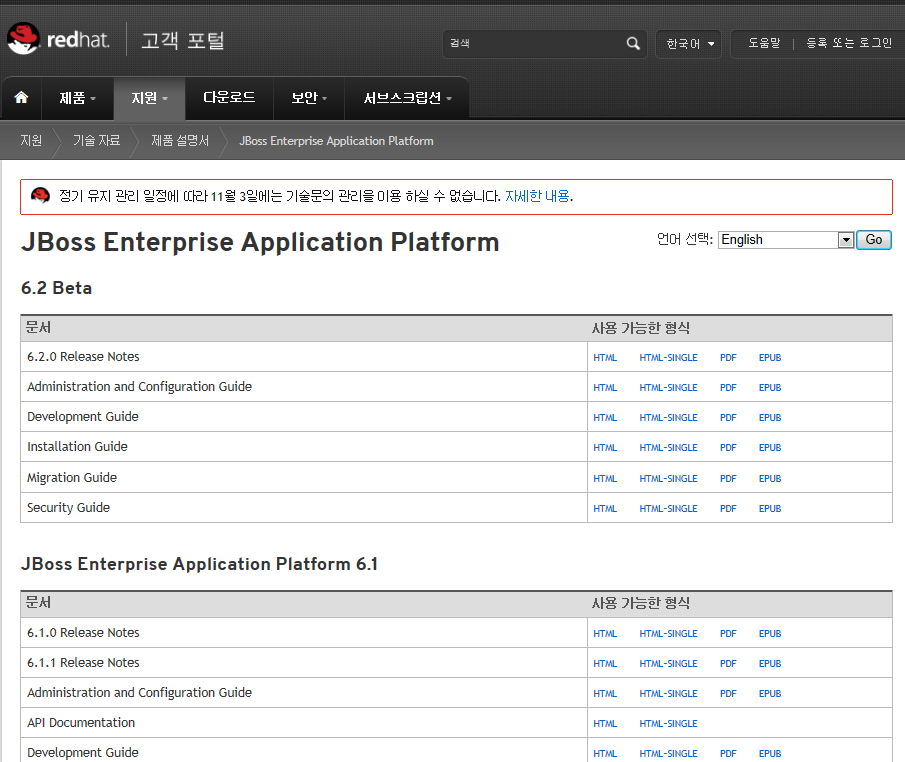 redhat. 고객 포털
검색
한국어
도움말 | 등록 또는 로그인
제품 지원 다운로드 보안 서브스크립션
지원 기술 자료 제품 설명서 JBoss Enterprise Application Platform
정기 유지 관리 일정에 따라 11월 3일에는 기술문의 관리을 이용 하실 수 없습니다. 자세한 내용.
JBoss Enterprise Application Platform
언어 선택: English Go
6.2 Beta
문서 사용 가능한 형식
6.2.0 Release Notes HTML HTML-SINGLE PDF EPUB
Administration and Configuration Guide HTML HTML-SINGLE PDF EPUB
Development Guide HTML HTML-SINGLE PDF EPUB
Installation Guide HTML HTML-SINGLE PDF EPUB
Migration Guide HTML HTML-SINGLE PDF EPUB
Security Guide HTML HTML-SINGLE PDF EPUB
JBoss Enterprise Application Platform 6.1
문서 사용 가능한 형식
6.1.0 Release Notes HTML HTML-SINGLE PDF EPUB
6.1.1 Release Notes HTML HTML-SINGLE PDF EPUB
Administration and Configuration Guide HTML HTML-SINGLE PDF EPUB
API Documentation HTML HTML-SINGLE
Development Guide HTML HTML-SINGLE PDF EPUB